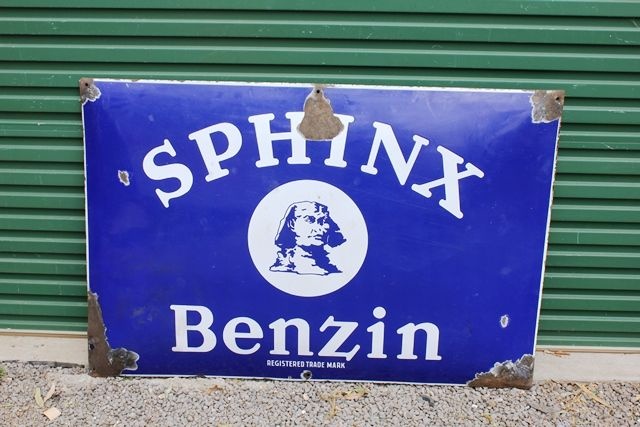 SPHINX
Benzin
REGISTERED TRADE MARK